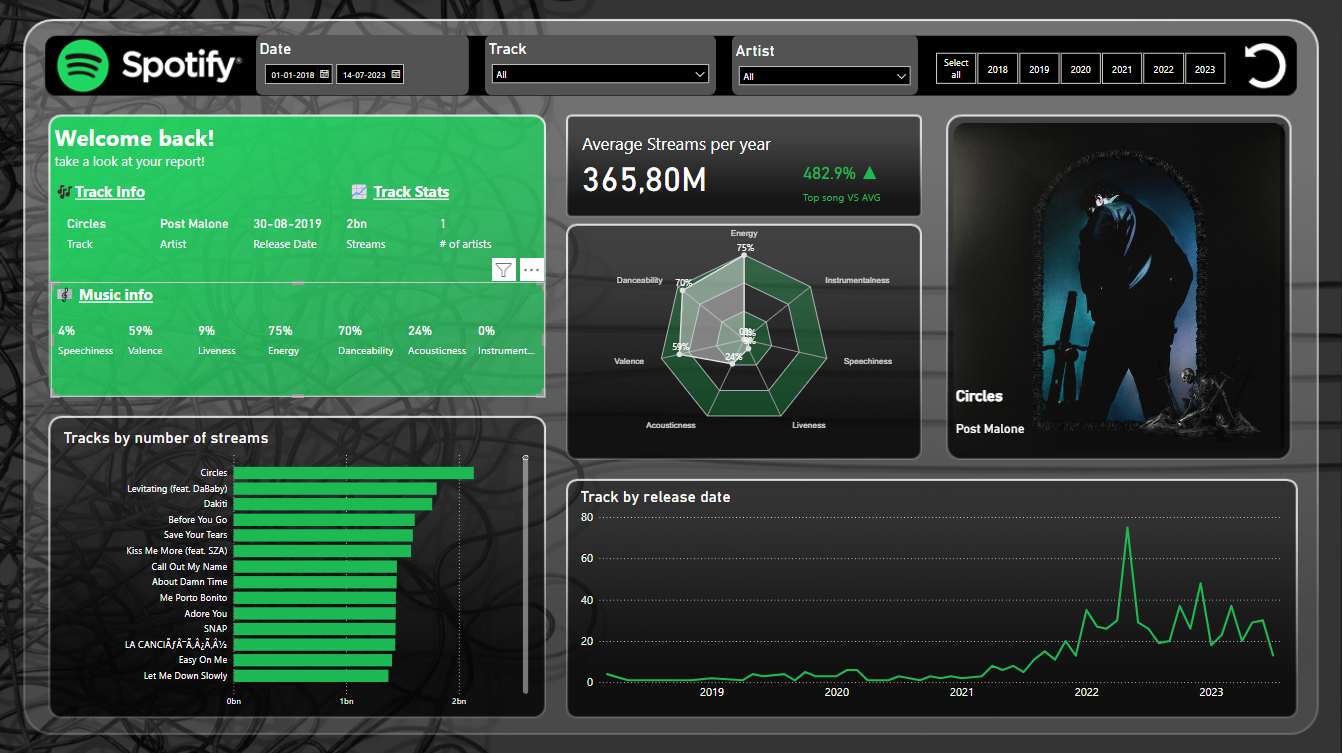 Spotify®
Date
01-01-2018 14-07-2023
Track
All
Artist
All
Select all 2018 2019 2020 2021 2022 2023
Welcome back!
take a look at your report!
Track Info
Track Stats
Circles Post Malone 30-08-2019 2bn 1
Track Artist Release Date Streams # of artists
Music info
4% 59% 9% 75% 70% 24% 0%
Speechiness Valence Liveness Energy Danceability Acousticness Instrument...
Average Streams per year
365,80M
482.9% ▲
Top song VS AVG
Energy
75%
Danceability
70%
Instrumentalness
0%
4%
9%
59%
24%
Valence
Speechiness
Acousticness
Liveness
Circles
Post Malone
Tracks by number of streams
Circles
Levitating (feat. DaBaby)
Dakiti
Before You Go
Save Your Tears
Kiss Me More (feat. SZA)
Call Out My Name
About Damn Time
Me Porto Bonito
Adore You
SNAP
LA
Easy On Me
Let Me Down Slowly
0bn 1bn 2bn
Track by release date
80
60
40
20
0
2019 2020 2021 2022 2023